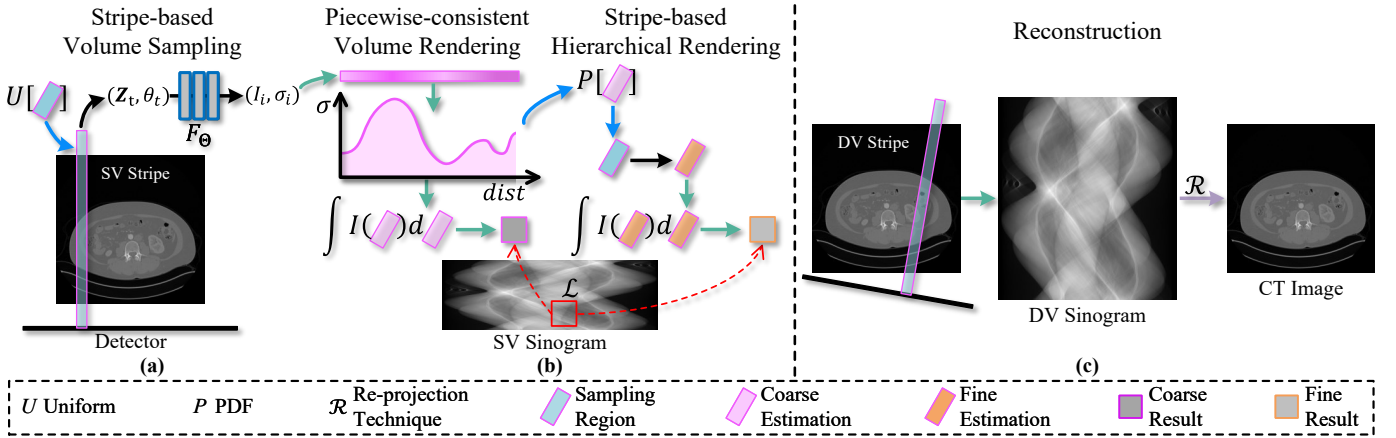 Stripe-based
Volume Sampling
Piecewise-consistent
Volume Rendering
Stripe-based
Hierarchical Rendering
Reconstruction
U[ ]
(Z_t, θ_t)
F_Θ
(I_i, σ_i)
σ
dist
P[ ]
SV Stripe
∫ I( )d
∫ I( )d
ℒ
Detector
SV Sinogram
(a)
(b)
DV Stripe
ℛ
DV Sinogram
CT Image
(c)
U Uniform
P PDF
ℛ Re-projection
Technique
Sampling
Region
Coarse
Estimation
Fine
Estimation
Coarse
Result
Fine
Result